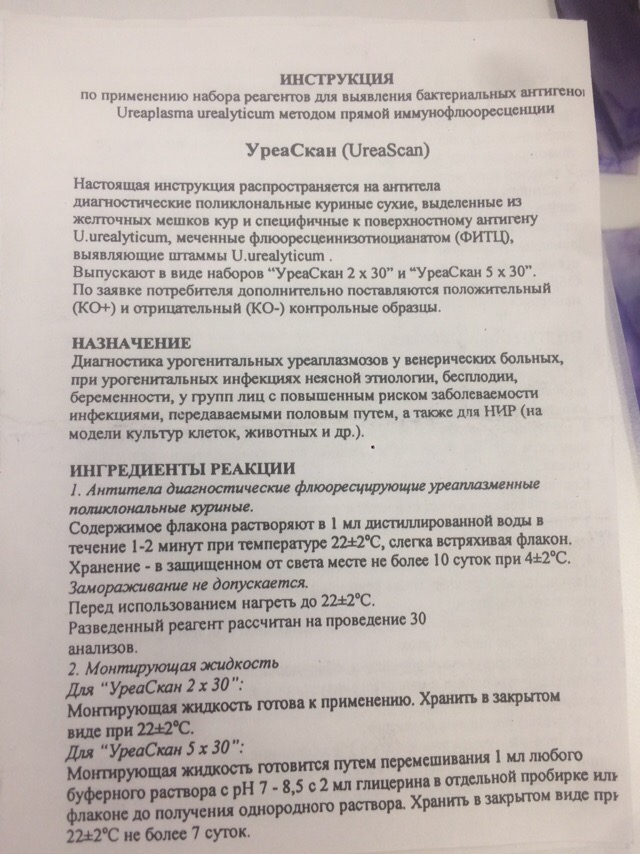 ИНСТРУКЦИЯ
по применению набора реагентов для выявления бактериальных антигенов
Ureaplasma urealyticum методом прямой иммунофлюоресценции
УреаСкан (UreaScan)
Настоящая инструкция распространяется на антитела
диагностические поликлональные куриные сухие, выделенные из
желточных мешков кур и специфичные к поверхностному антигену
U.urealyticum, меченные флюоресцеинизотиоцианатом (ФИТЦ),
выявляющие штаммы U.urealyticum .
Выпускают в виде наборов “УреаСкан 2 x 30” и “УреаСкан 5 x 30”.
По заявке потребителя дополнительно поставляются положительный
(КО+) и отрицательный (КО-) контрольные образцы.
НАЗНАЧЕНИЕ
Диагностика урогенитальных уреаплазмозов у венерических больных,
при урогенитальных инфекциях неясной этиологии, бесплодии,
беременности, у групп лиц с повышенным риском заболеваемости
инфекциями, передаваемыми половым путем, а также для НИР (на
модели культур клеток, животных и др.).
ИНГРЕДИЕНТЫ РЕАКЦИИ
1. Антитела диагностические флюоресцирующие уреаплазменные
поликлональные куриные.
Содержимое флакона растворяют в 1 мл дистиллированной воды в
течение 1-2 минут при температуре 22±2°С, слегка встряхивая флакон.
Хранение - в защищенном от света месте не более 10 суток при 4±2°С.
Замораживание не допускается.
Перед использованием нагреть до 22±2°С.
Разведенный реагент рассчитан на проведение 30
анализов.
2. Монтирующая жидкость
Для “УреаСкан 2 x 30”:
Монтирующая жидкость готова к применению. Хранить в закрытом
виде при 22±2°С.
Для “УреаСкан 5 x 30”:
Монтирующая жидкость готовится путем перемешивания 1 мл любого
буферного раствора с рН 7 - 8,5 с 2 мл глицерина в отдельной пробирке или
флаконе до получения однородного раствора. Хранить в закрытом виде при
22±2°С не более 7 суток.